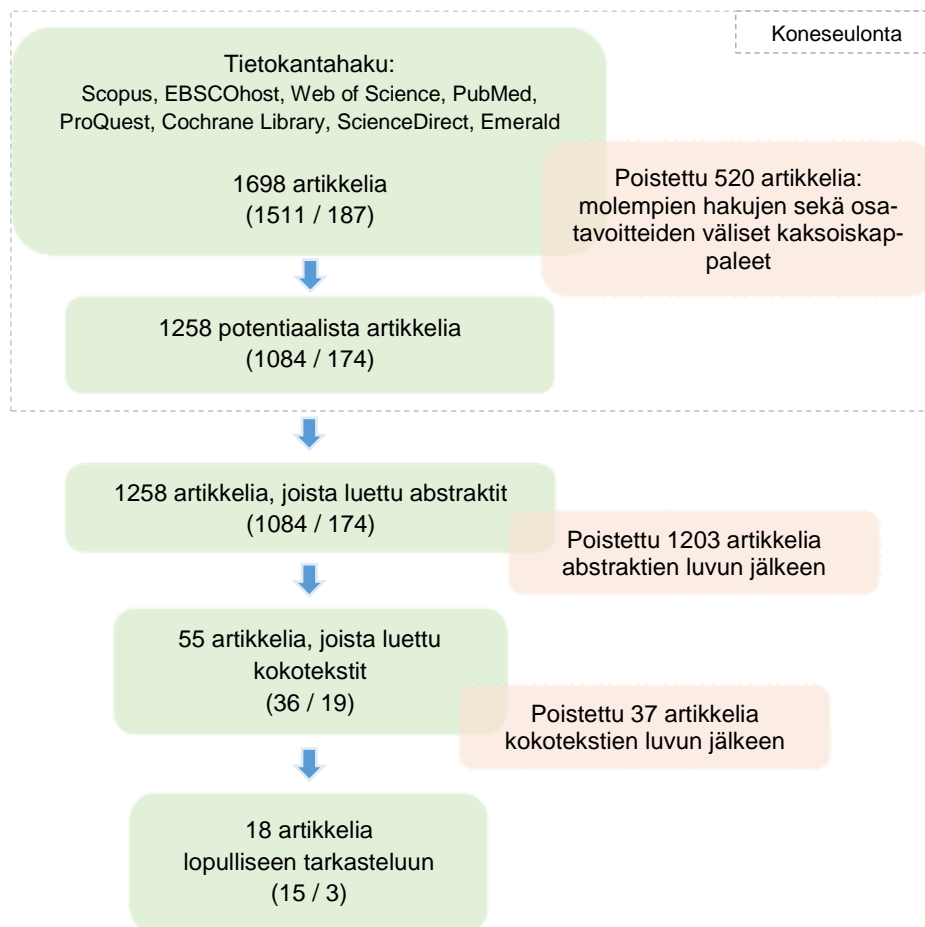 Koneseulonta
Tietokantahaku:
Scopus, EBSCOhost, Web of Science, PubMed,
ProQuest, Cochrane Library, ScienceDirect, Emerald
1698 artikkelia
(1511 / 187)
Poistettu 520 artikkelia:
molempien hakujen sekä osa-
tavoitteiden väliset kaksoiskap-
paleet
1258 potentiaalista artikkelia
(1084 / 174)
1258 artikkelia, joista luettu abstraktit
(1084 / 174)
Poistettu 1203 artikkelia
abstraktien luvun jälkeen
55 artikkelia, joista luettu
kokotekstit
(36 / 19)
Poistettu 37 artikkelia
kokotekstien luvun jälkeen
18 artikkelia
lopulliseen tarkasteluun
(15 / 3)